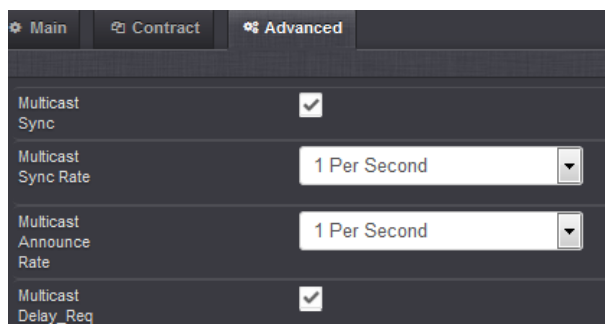 Main Contract Advanced
Multicast
Sync
Multicast
Sync Rate
1 Per Second
Multicast
Announce
Rate
1 Per Second
Multicast
Delay_Req